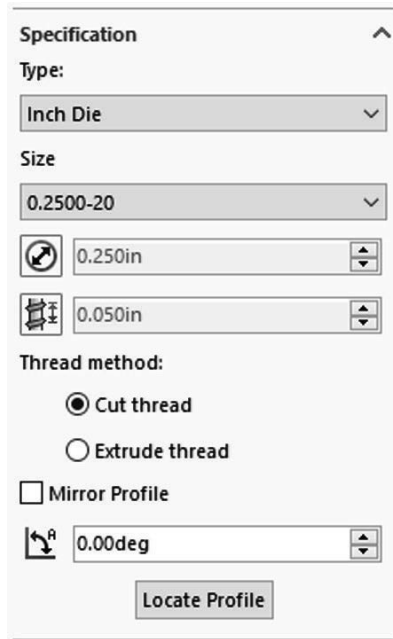 Specification
Type:
Inch Die
Size
0.2500-20
0.250in
0.050in
Thread method:
Cut thread
Extrude thread
Mirror Profile
A
0.00deg
Locate Profile